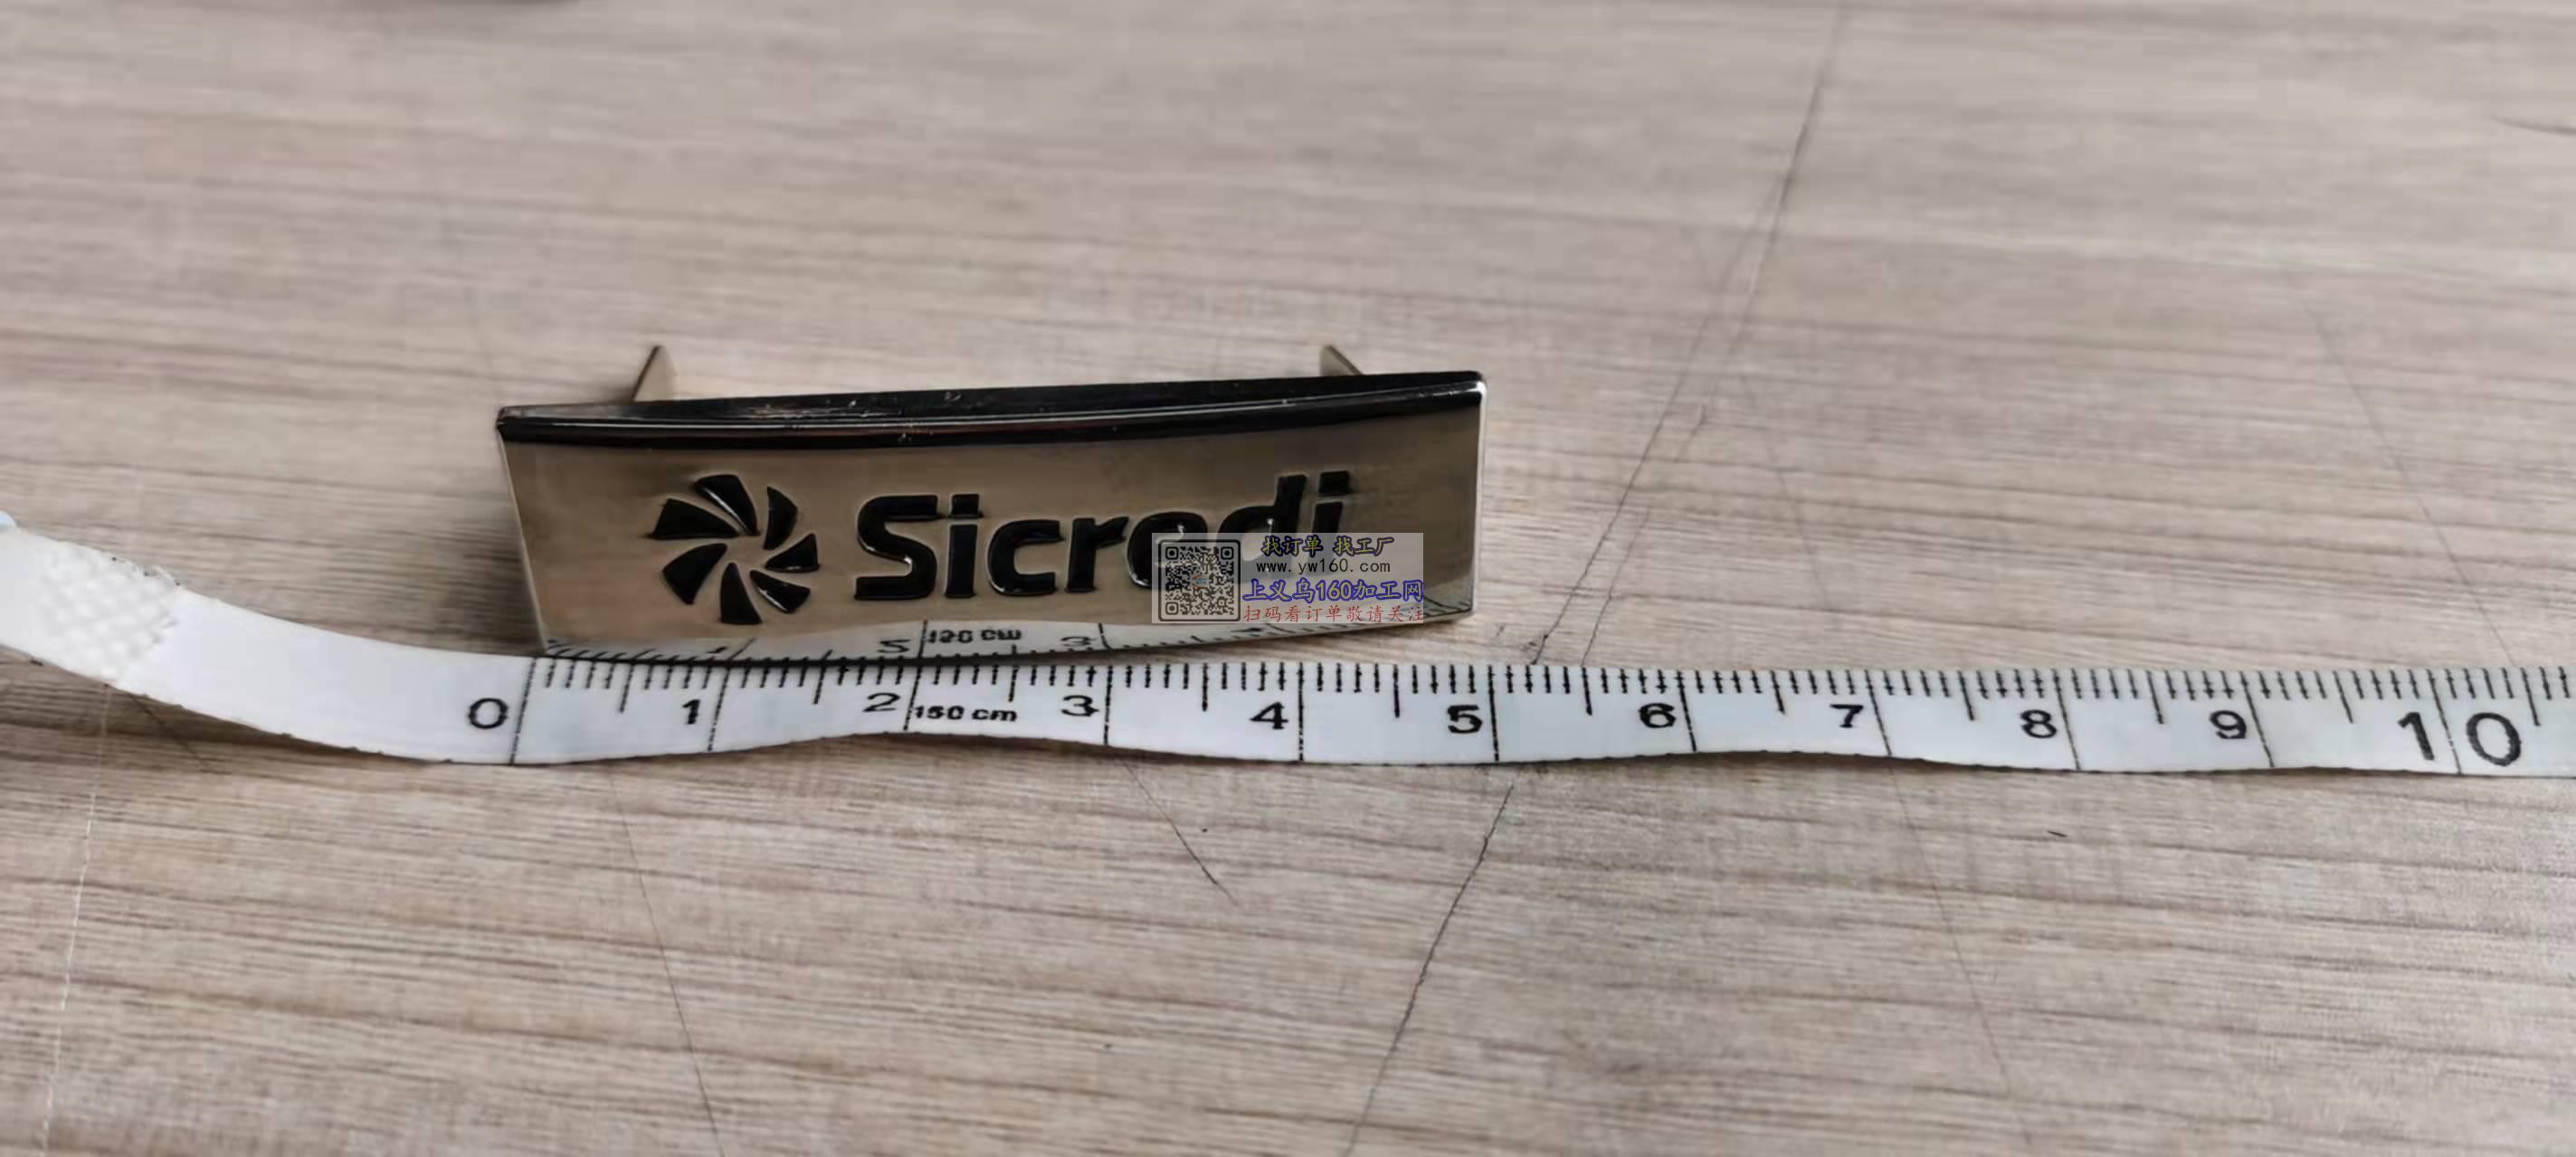 Sicredi
找订单 找工厂
www.yw160.com
上义乌160加工网
扫码看订单敬请关注
0 1 2 150 cm 3 4 5 6 7 8 9 10